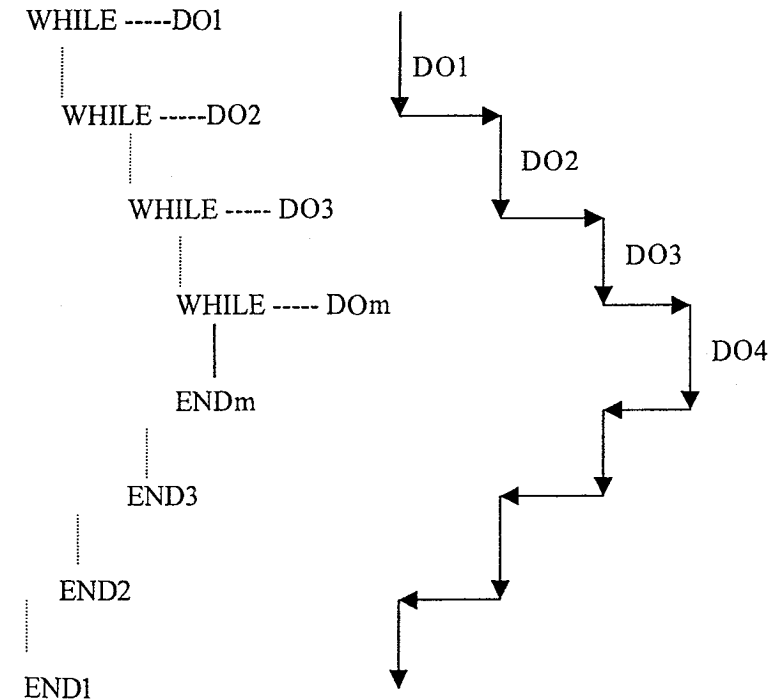 WHILE -----DO1
WHILE -----DO2
WHILE ----- DO3
WHILE ----- DOm
ENDm
END3
END2
END1
DO1
DO2
DO3
DO4